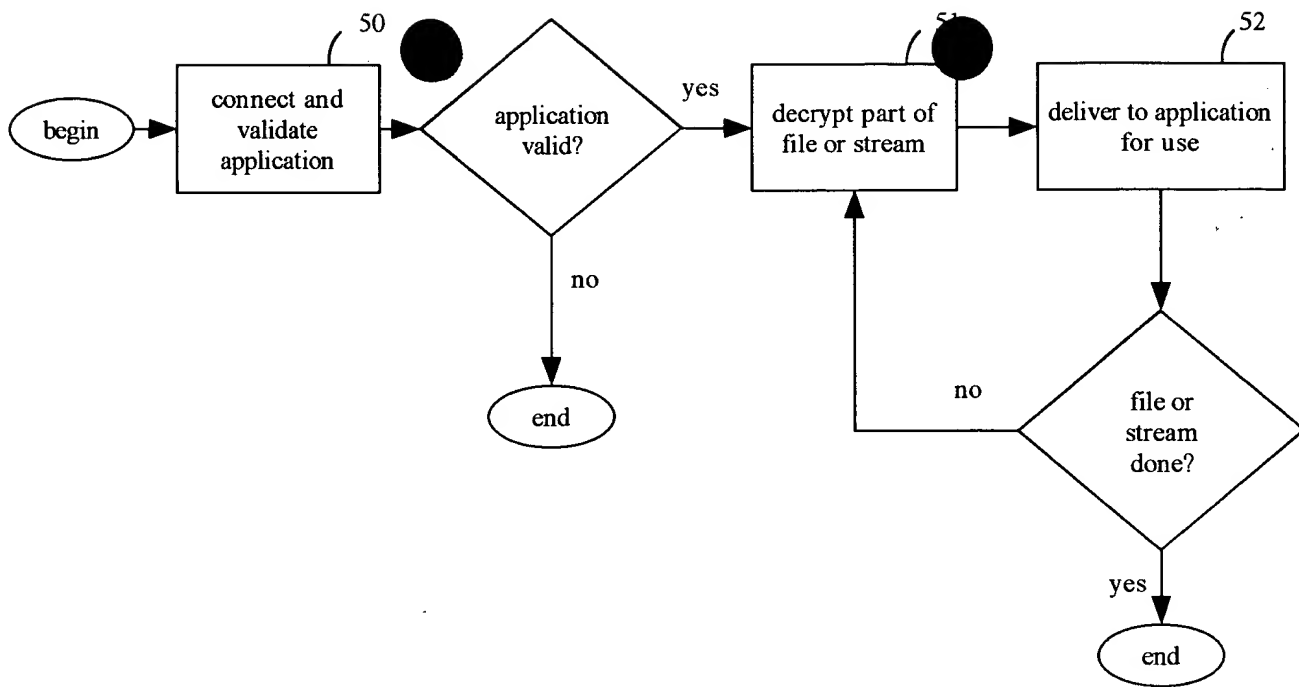 50
51
52
begin
connect and
validate
application
application
valid?
yes
decrypt part of
file or stream
deliver to application
for use
no
end
no
file or
stream
done?
yes
end